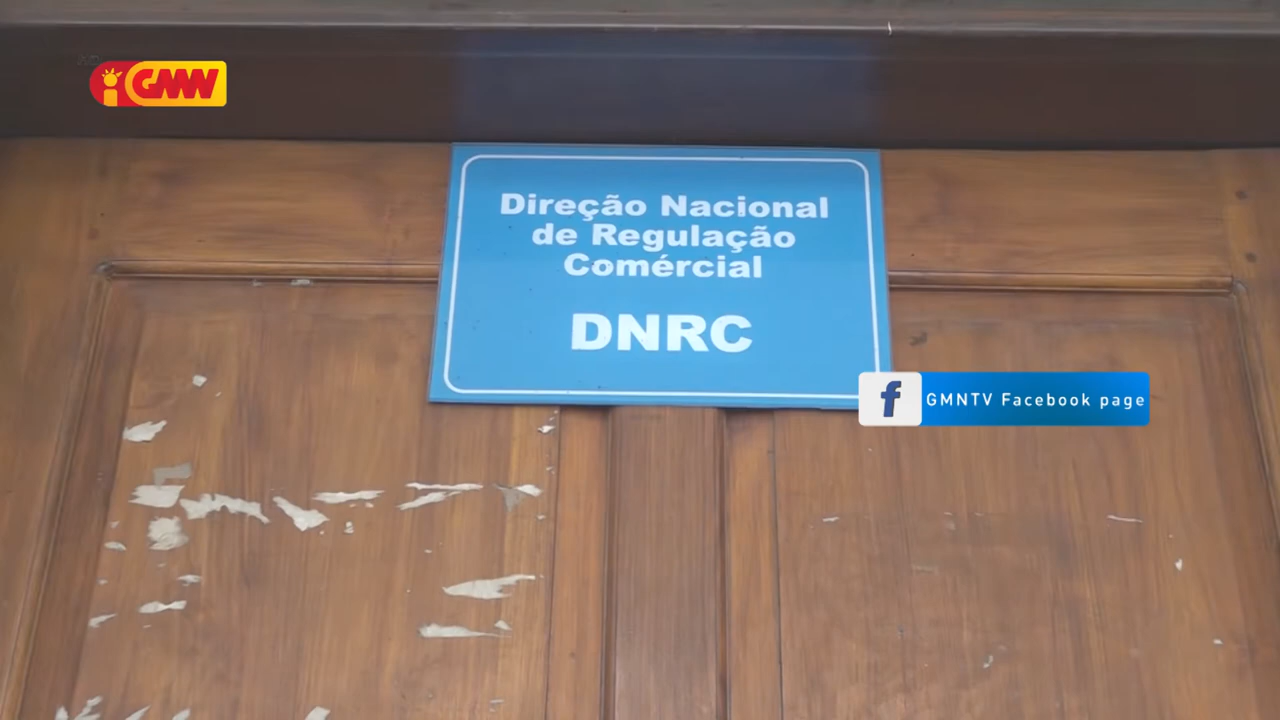 GMN
Direção Nacional
de Regulação
Comércial
DNRC
f GMNTV Facebook page